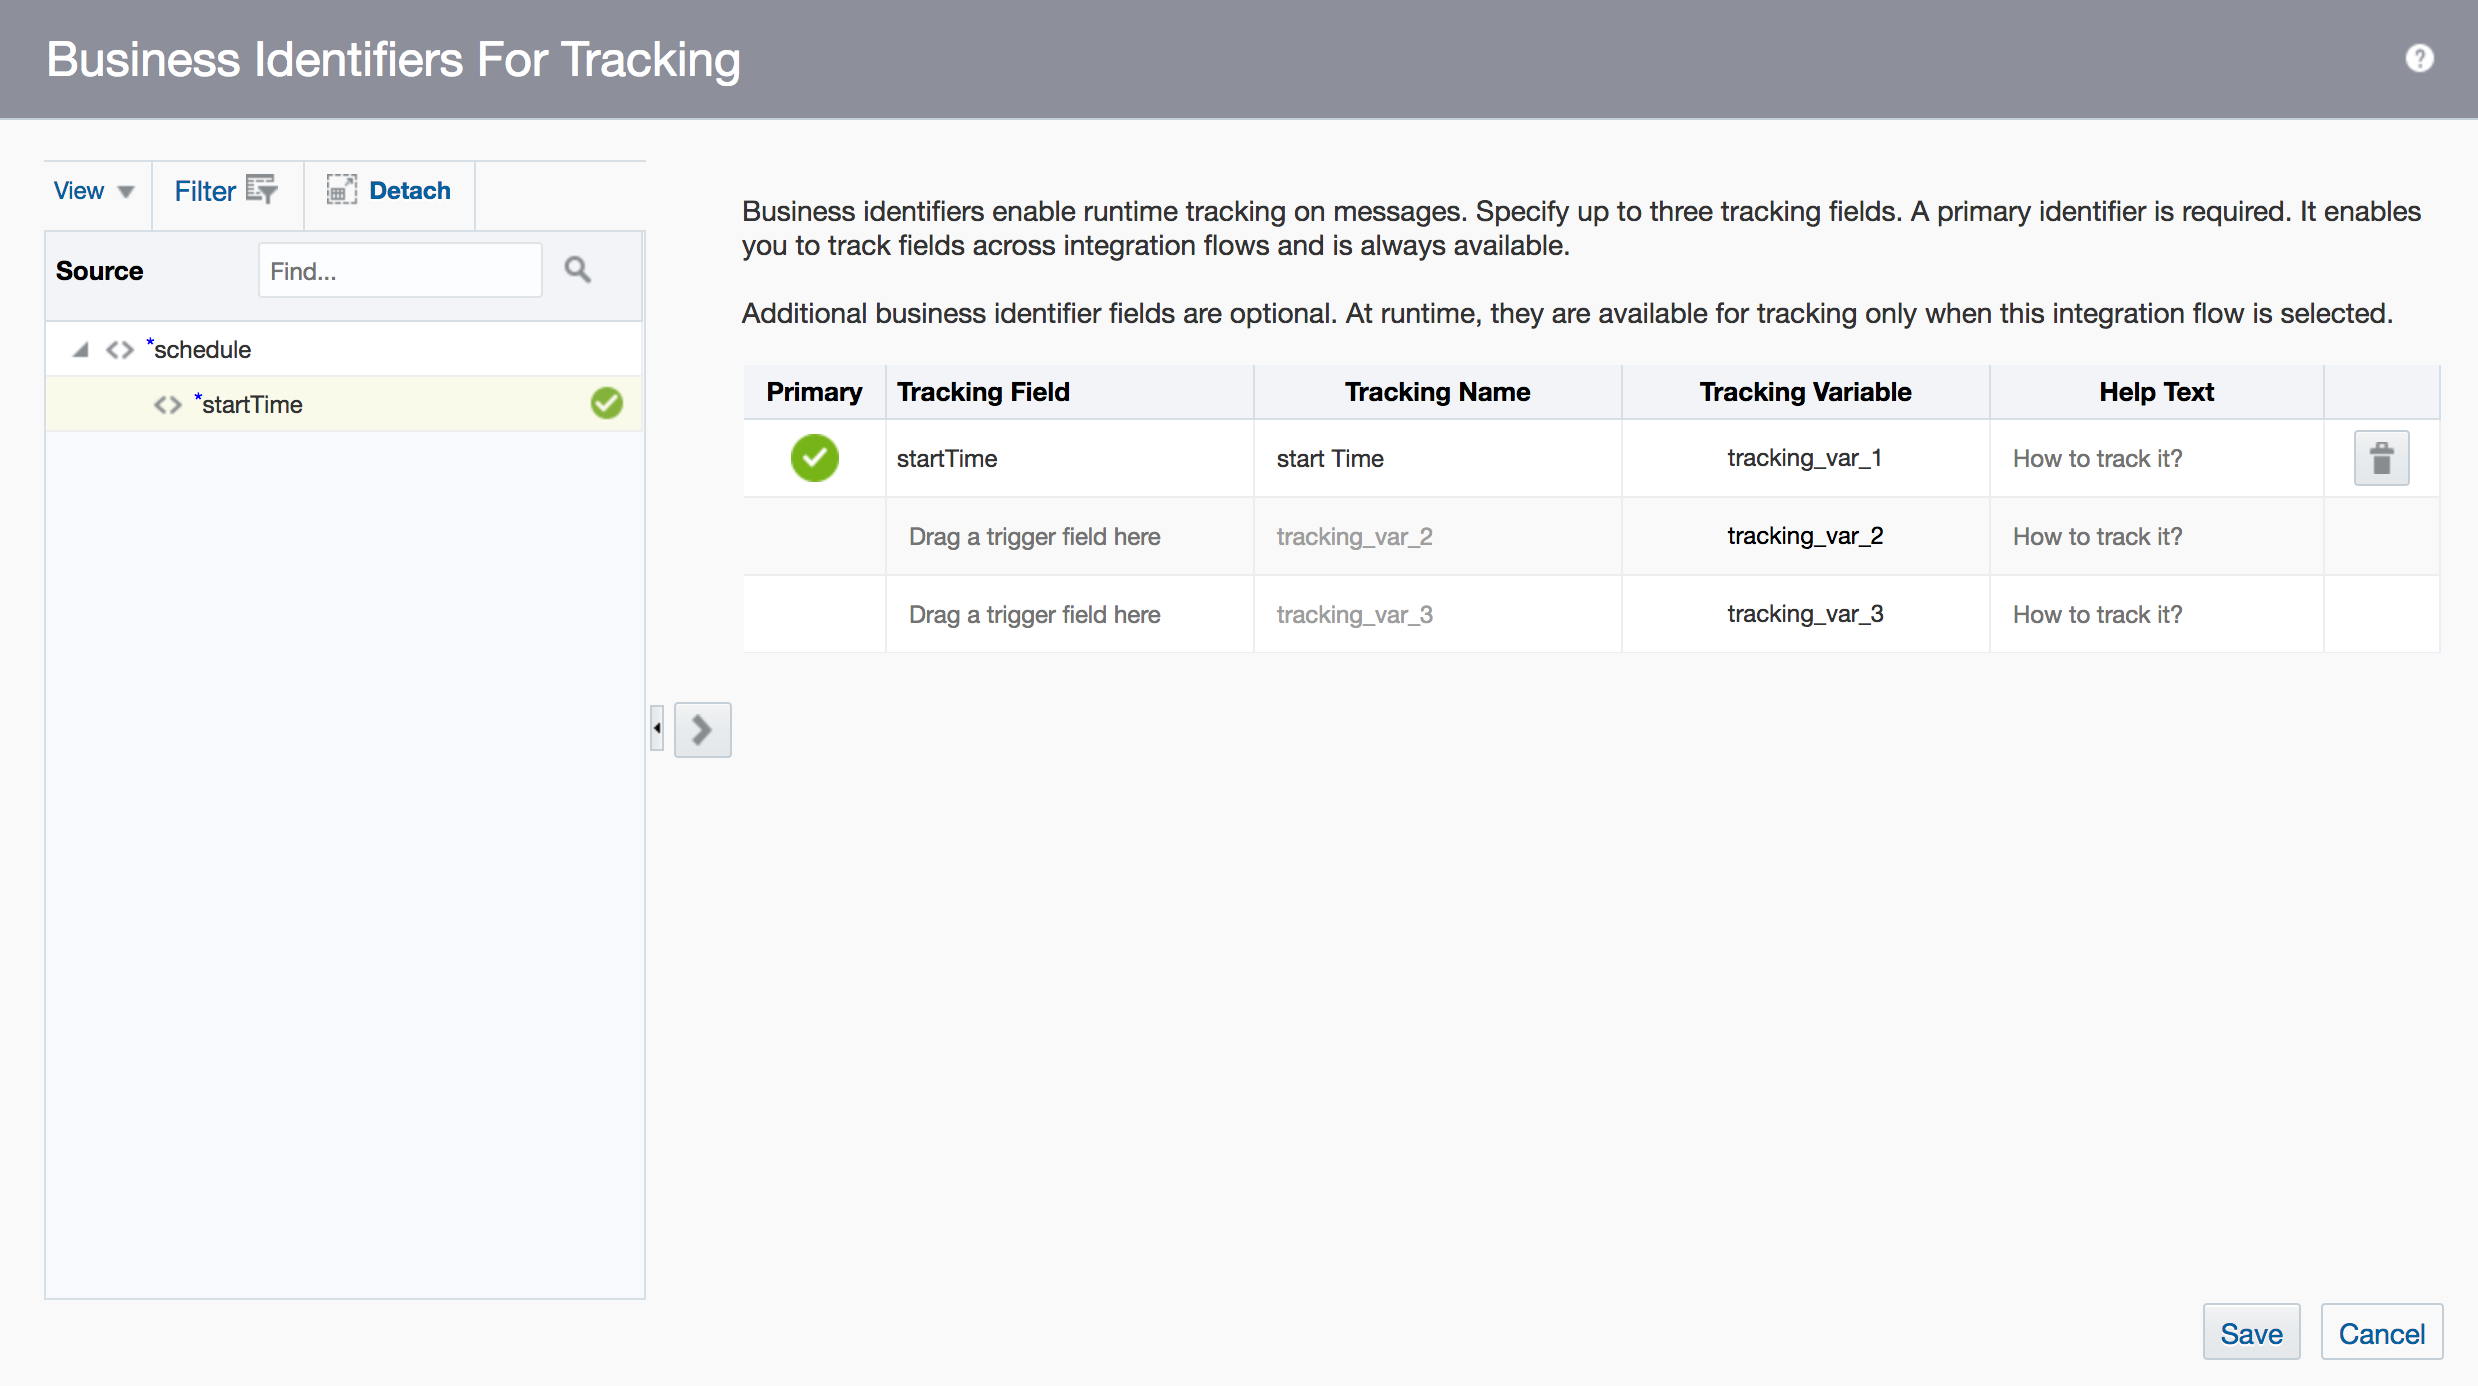 Business Identifiers For Tracking
?
View Filter Detach
Source Find...
*schedule
*startTime
Business identifiers enable runtime tracking on messages. Specify up to three tracking fields. A primary identifier is required. It enables
you to track fields across integration flows and is always available.
Additional business identifier fields are optional. At runtime, they are available for tracking only when this integration flow is selected.
Primary Tracking Field Tracking Name Tracking Variable Help Text
startTime start Time tracking_var_1 How to track it?
Drag a trigger field here tracking_var_2 tracking_var_2 How to track it?
Drag a trigger field here tracking_var_3 tracking_var_3 How to track it?
Save Cancel